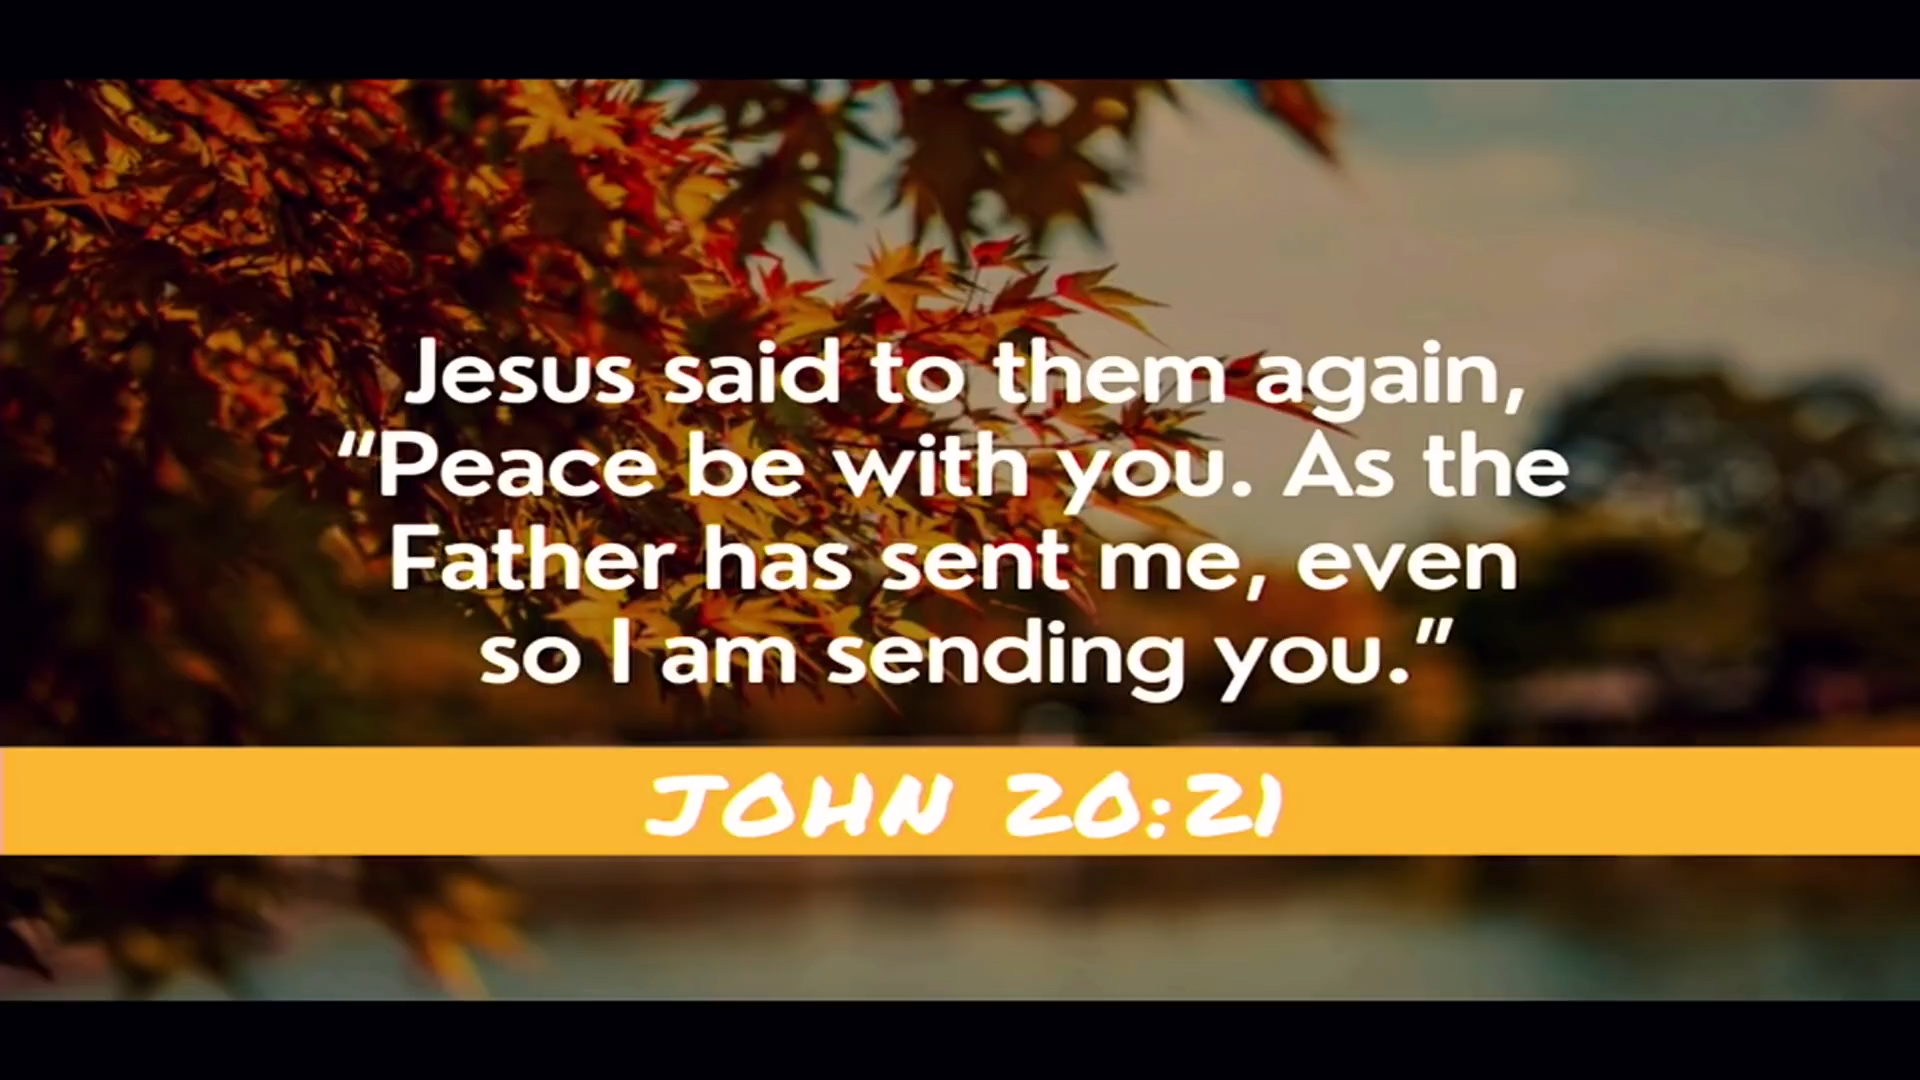 Jesus said to them again,
“Peace be with you. As the
Father has sent me, even
so I am sending you.”
JOHN 20:21